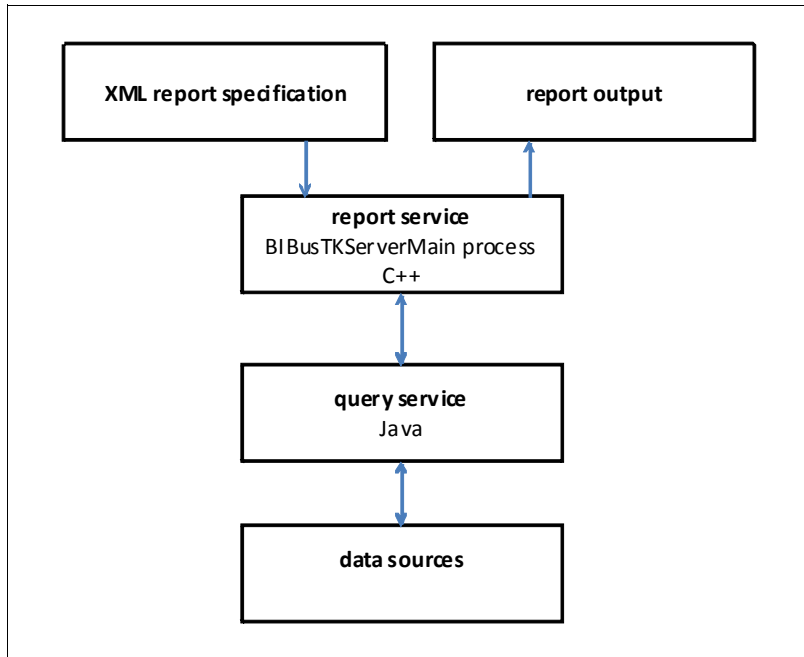 XML report specification
report output
report service
BIBusTKServerMain process
C++
query service
Java
data sources